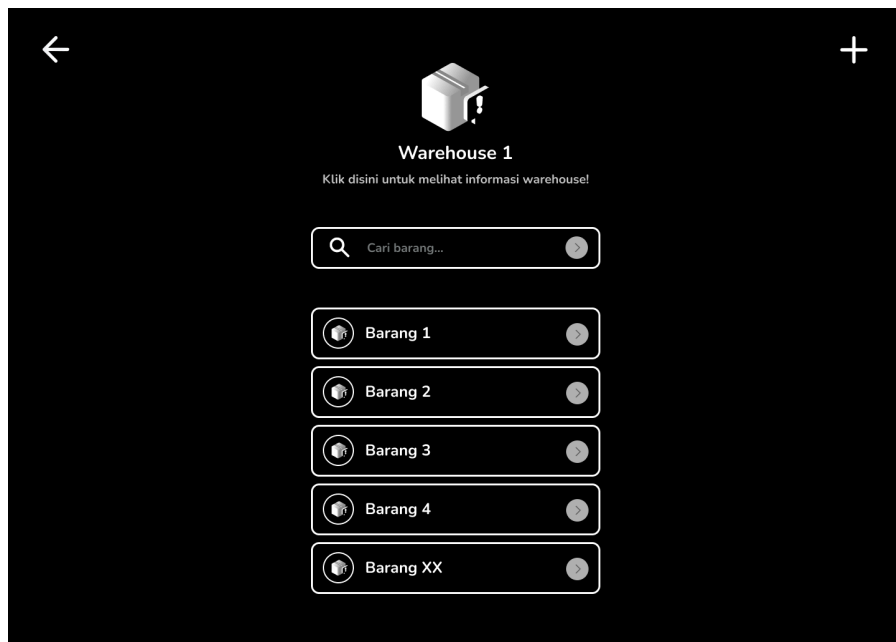 Warehouse 1
Klik disini untuk melihat informasi warehouse!
Cari barang...
Barang 1
Barang 2
Barang 3
Barang 4
Barang XX